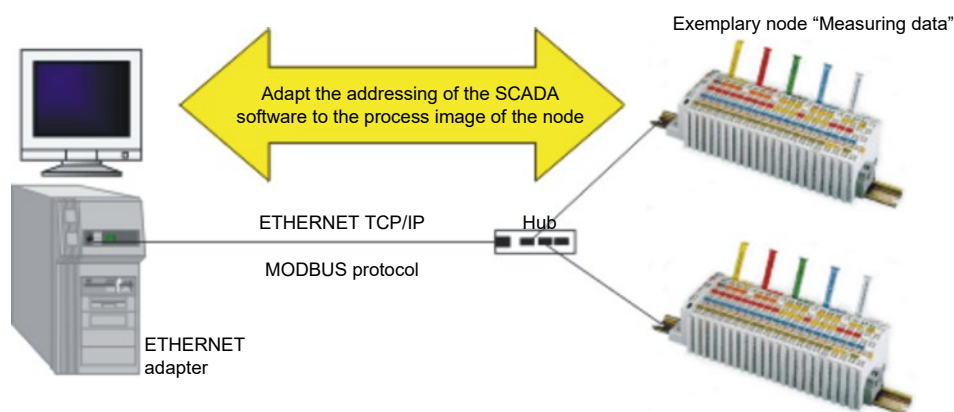 Exemplary node “Measuring data”
Adapt the addressing of the SCADA
software to the process image of the node
ETHERNET TCP/IP
Hub
MODBUS protocol
ETHERNET
adapter